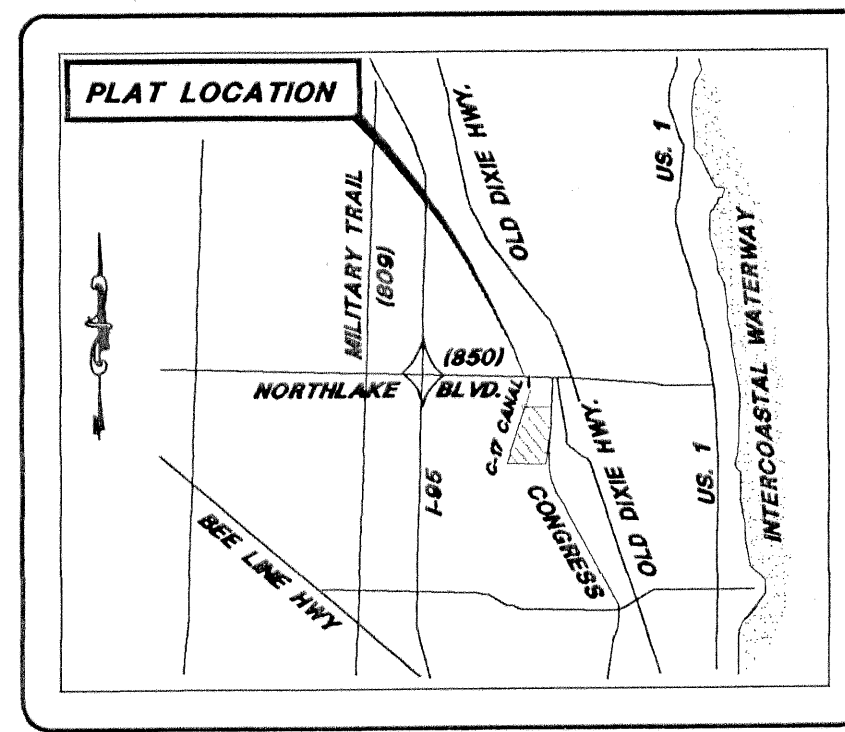 PLAT LOCATION
MILITARY TRAIL
(809)
OLD DIXIE HWY.
US. 1
INTERCOASTAL WATERWAY
(850)
NORTHLAKE BLVD.
C-17 CANAL
I-95
BEE LINE HWY
CONGRESS
OLD DIXIE HWY.
US. 1